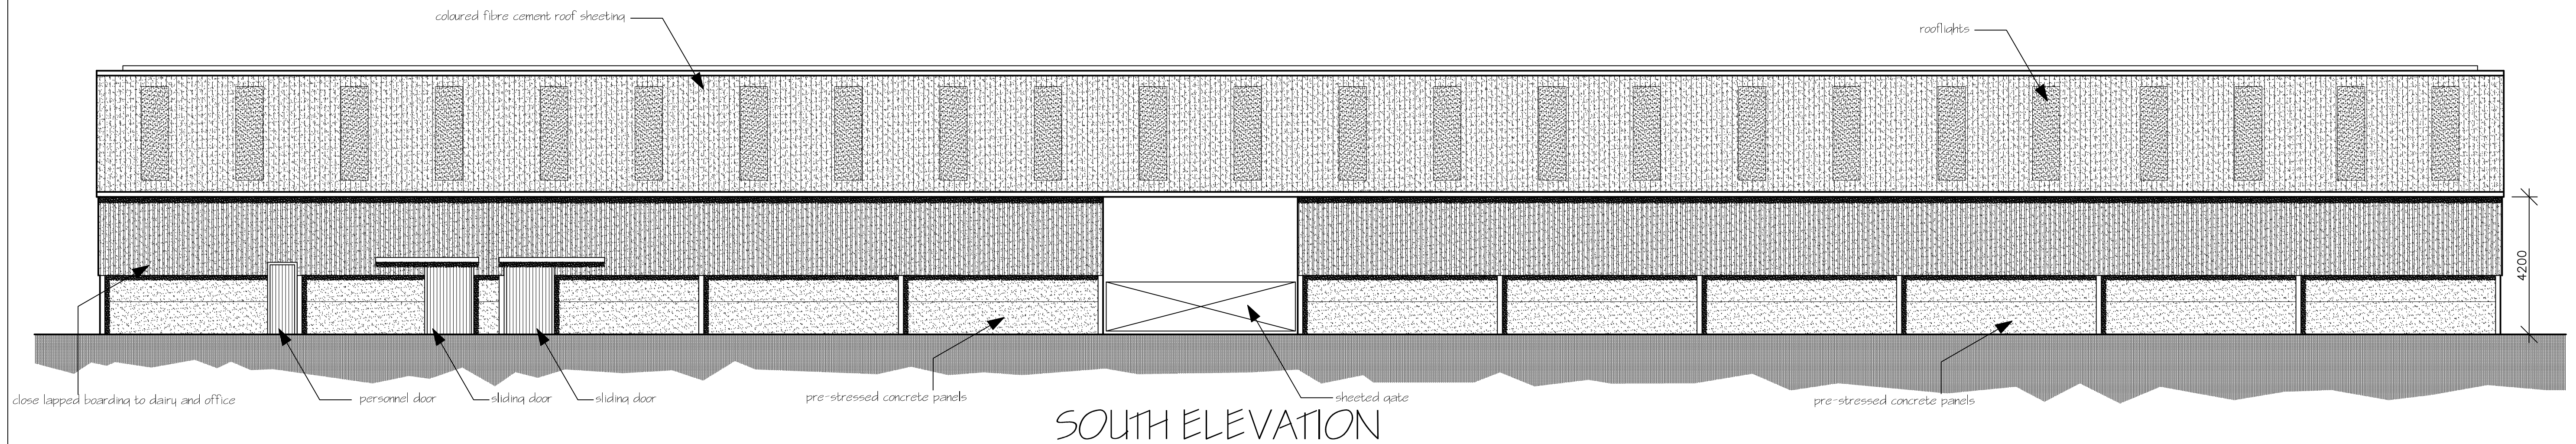 coloured fibre cement roof sheeting
rooflights
4200
close lapped boarding to dairy and office
personnel door
sliding door
sliding door
pre-stressed concrete panels
sheeted gate
pre-stressed concrete panels
SOUTH ELEVATION